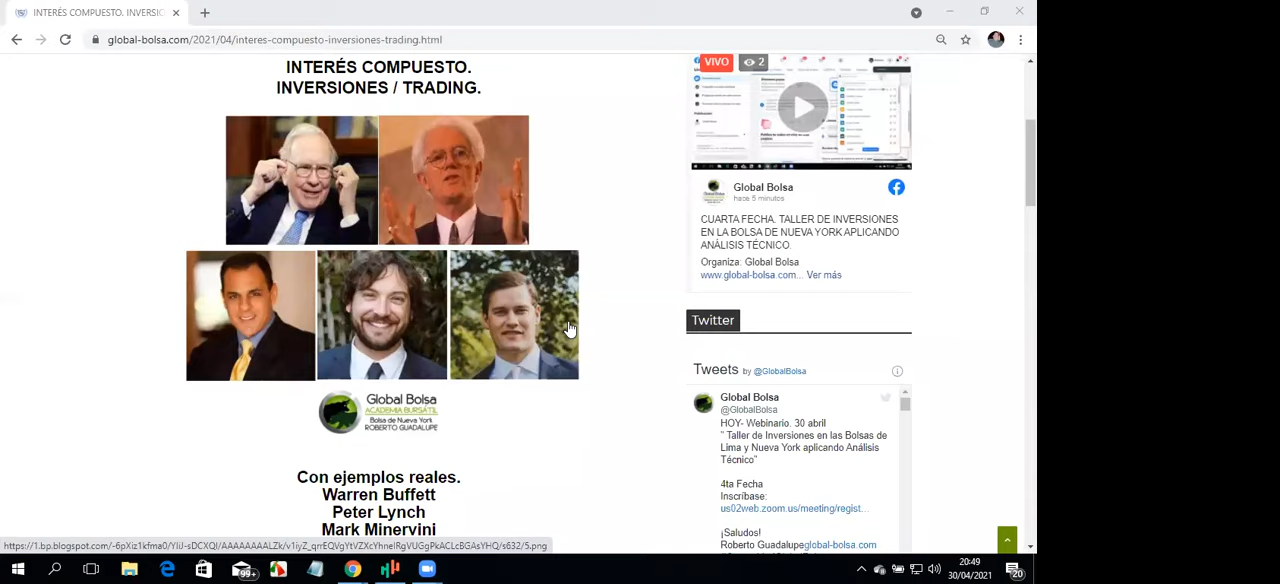 INTERÉS COMPUESTO. INVERSIO
global-bolsa.com/2021/04/interes-compuesto-inversiones-trading.html
INTERÉS COMPUESTO.
INVERSIONES / TRADING.
Global Bolsa
ACADEMIA BURSÁTIL
Bolsa de Nueva York
ROBERTO GUADALUPE
Con ejemplos reales.
Warren Buffett
Peter Lynch
Mark Minervini
VIVO
2
Global Bolsa
hace 5 minutos
CUARTA FECHA. TALLER DE INVERSIONES
EN LA BOLSA DE NUEVA YORK APLICANDO
ANÁLISIS TÉCNICO
Organiza: Global Bolsa
www.global-bolsa.com... Ver más
Twitter
Tweets by @GlobalBolsa
Global Bolsa
@GlobalBolsa
HOY- Webinario. 30 abril
" Taller de Inversiones en las Bolsas de
Lima y Nueva York aplicando Análisis
Técnico"
4ta Fecha
Inscríbase:
us02web.zoom.us/meeting/regist...
¡Saludos!
Roberto Guadalupeglobal-bolsa.com
99+
20:49
30/04/2021
20